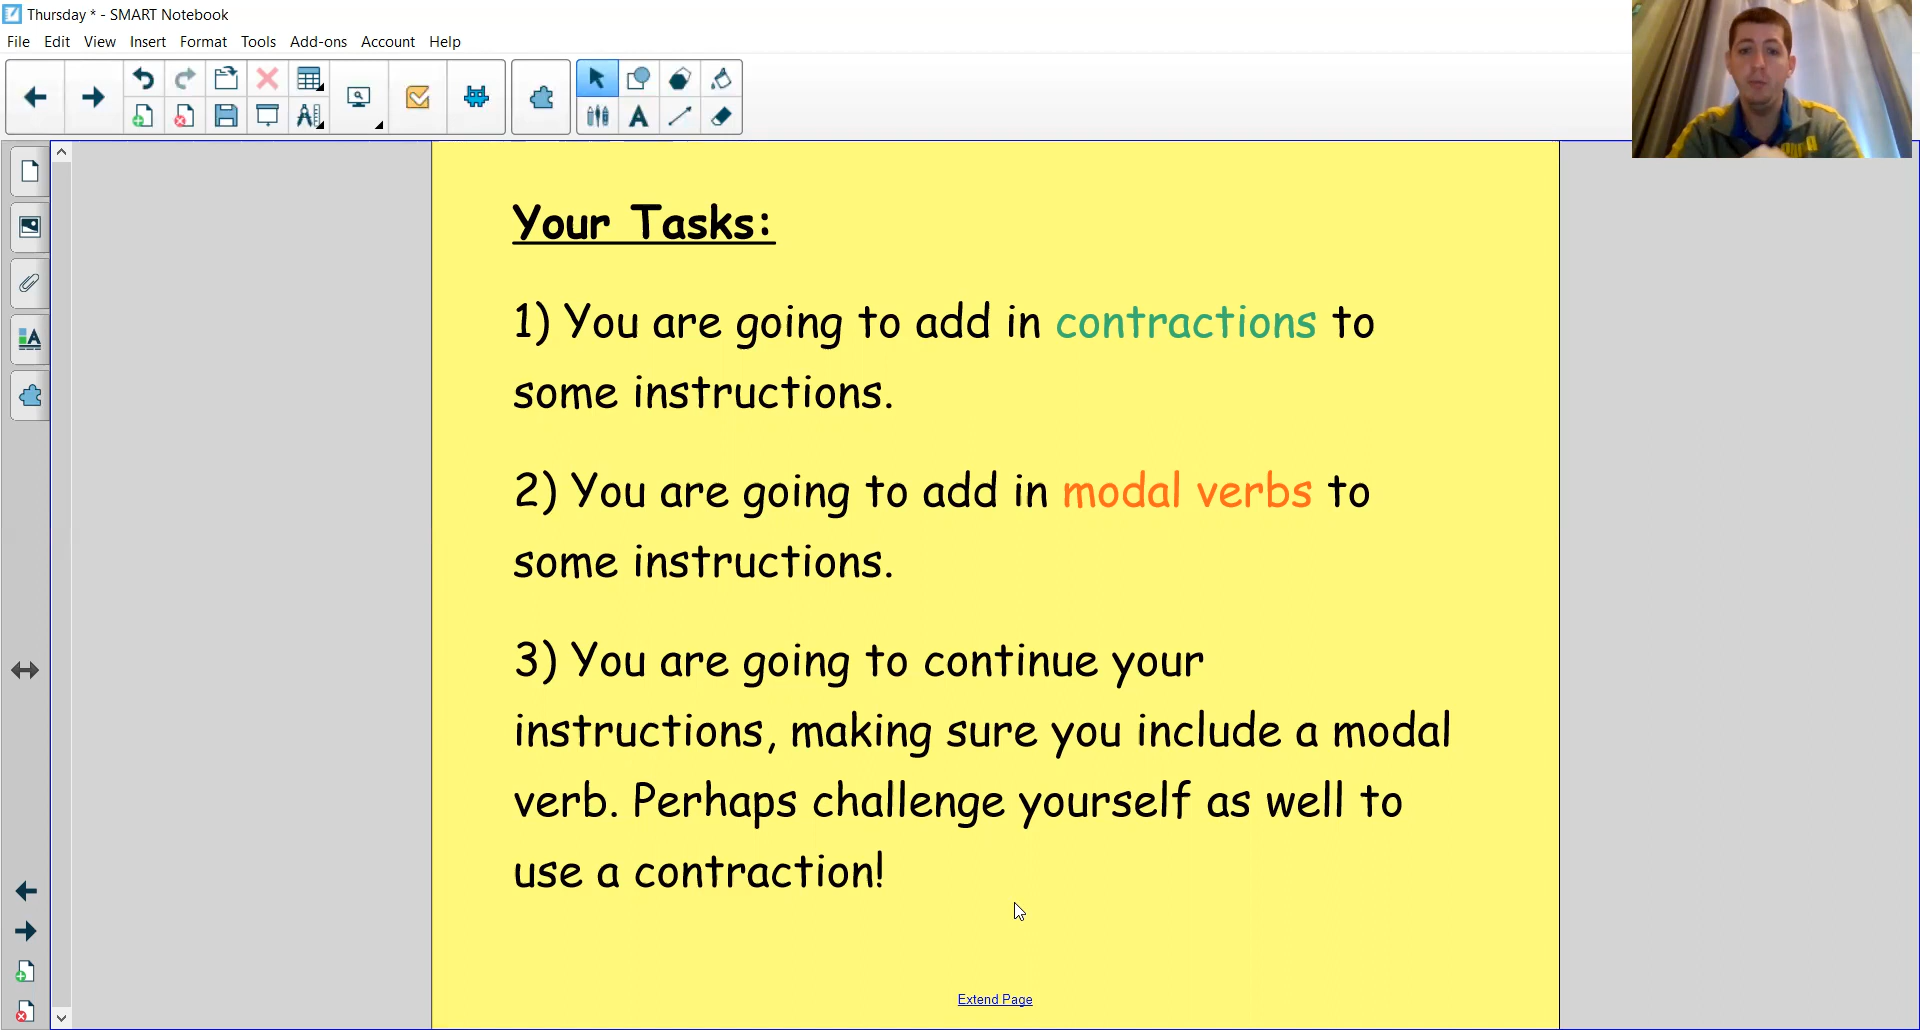 Thursday * - SMART Notebook
File Edit View Insert Format Tools Add-ons Account Help
Your Tasks:
1) You are going to add in contractions to
some instructions.
2) You are going to add in modal verbs to
some instructions.
3) You are going to continue your
instructions, making sure you include a modal
verb. Perhaps challenge yourself as well to
use a contraction!
Extend Page